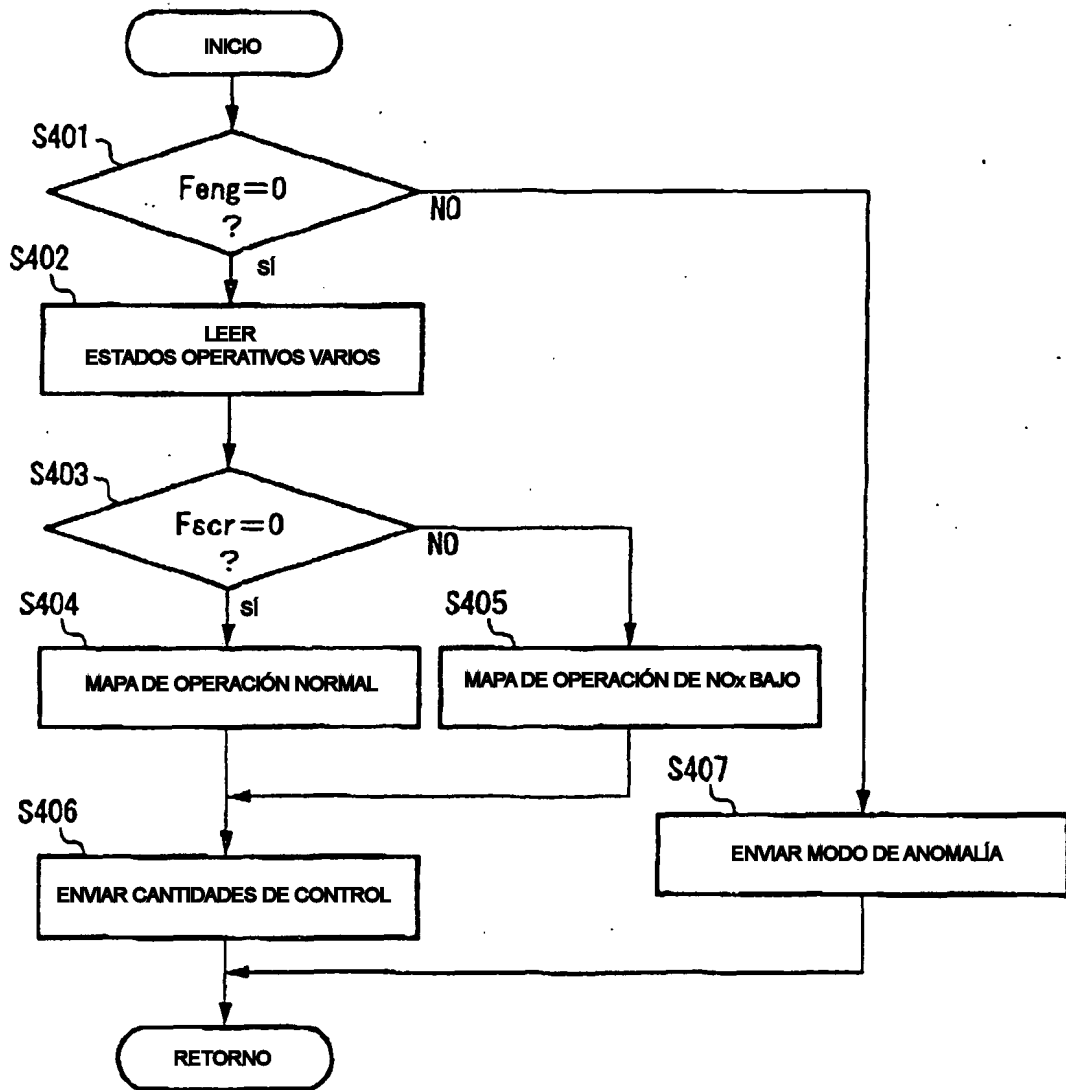 INICIO
S401
Feng=0
?
NO
SÍ
S402
LEER
ESTADOS OPERATIVOS VARIOS
S403
Fscr=0
?
NO
SÍ
S404
MAPA DE OPERACIÓN NORMAL
S405
MAPA DE OPERACIÓN DE NOx BAJO
S406
ENVIAR CANTIDADES DE CONTROL
S407
ENVIAR MODO DE ANOMALÍA
RETORNO